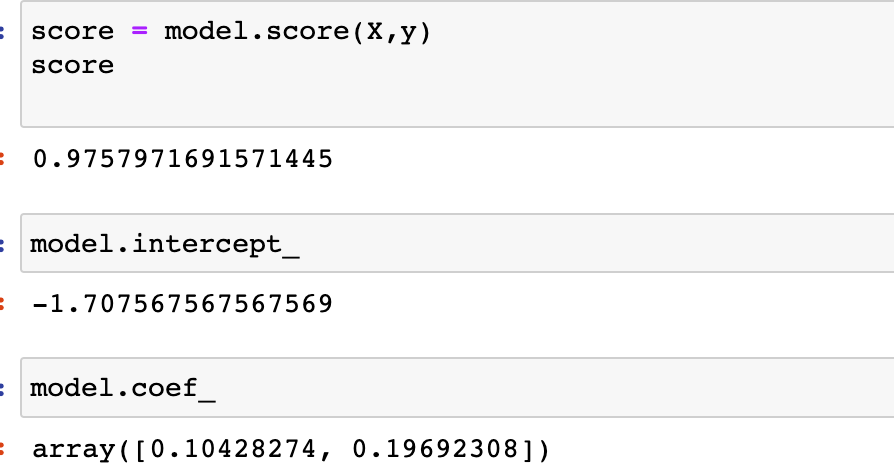 score = model.score(X,y)
score
0.9757971691571445
model.intercept_
-1.707567567567569
model.coef_
array([0.10428274, 0.19692308])